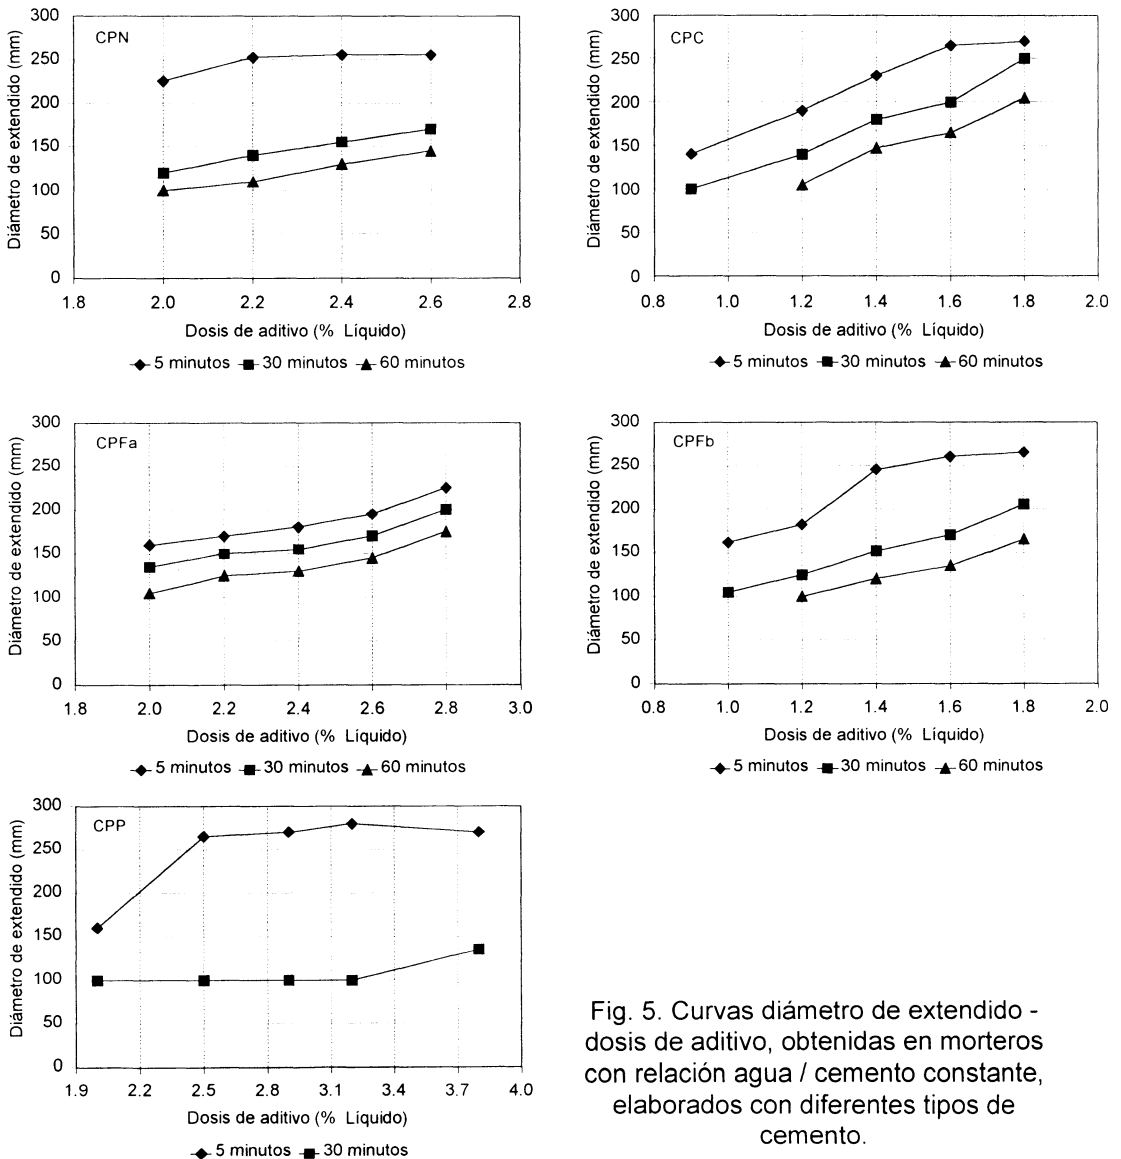 CPN
Diámetro de extendido (mm)
300
250
200
150
100
50
0
1.8 2.0 2.2 2.4 2.6 2.8
Dosis de aditivo (% Líquido)
5 minutos 30 minutos 60 minutos
CPC
Diámetro de extendido (mm)
300
250
200
150
100
50
0
0.8 1.0 1.2 1.4 1.6 1.8 2.0
Dosis de aditivo (% Líquido)
5 minutos 30 minutos 60 minutos
CPFa
Diámetro de extendido (mm)
300
250
200
150
100
50
0
1.8 2.0 2.2 2.4 2.6 2.8 3.0
Dosis de aditivo (% Líquido)
5 minutos 30 minutos 60 minutos
CPFb
Diámetro de extendido (mm)
300
250
200
150
100
50
0
0.8 1.0 1.2 1.4 1.6 1.8 2.0
Dosis de aditivo (% Líquido)
5 minutos 30 minutos 60 minutos
CPP
Diámetro de extendido (mm)
300
250
200
150
100
50
0
1.9 2.2 2.5 2.8 3.1 3.4 3.7 4.0
Dosis de aditivo (% Líquido)
5 minutos 30 minutos
Fig. 5. Curvas diámetro de extendido -
dosis de aditivo, obtenidas en morteros
con relación agua / cemento constante,
elaborados con diferentes tipos de
cemento.